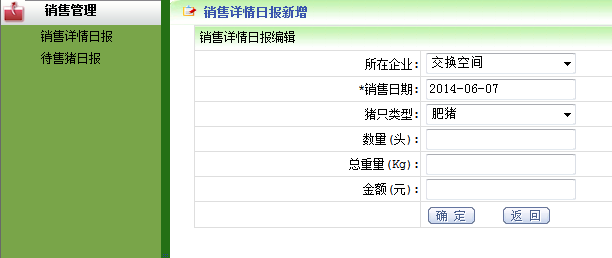 销售管理
销售详情日报
待售猪日报
销售详情日报新增
销售详情日报编辑
所在企业: 交换空间
*销售日期: 2014-06-07
猪只类型: 肥猪
数量(头):
总重量(Kg):
金额(元):
确 定 返 回